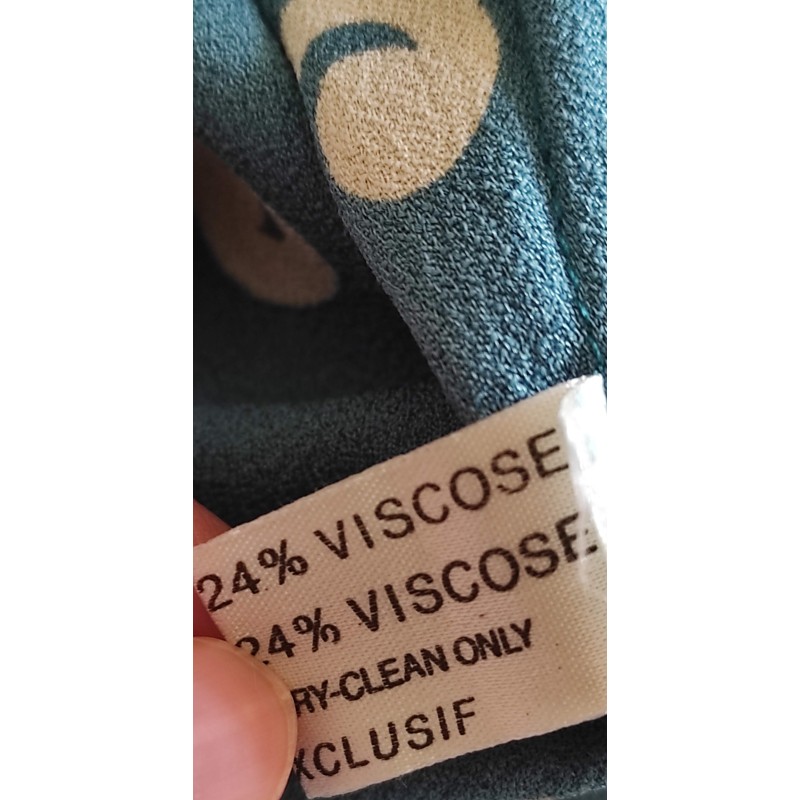 24% VISCOSE
24% VISCOSE
RY-CLEAN ONLY
XCLUSIF